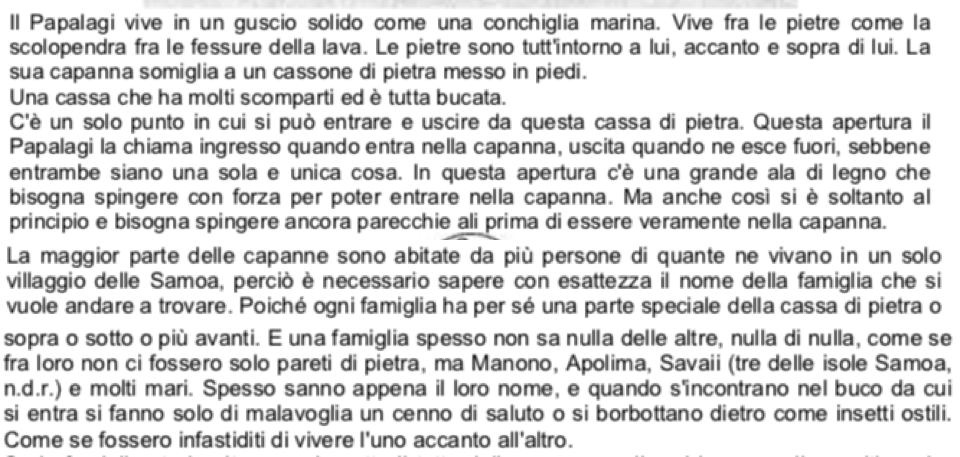 Il Papalagi vive in un guscio solido come una conchiglia marina. Vive fra le pietre come la
scolopendra fra le fessure della lava. Le pietre sono tutt'intorno a lui, accanto e sopra di lui. La
sua capanna somiglia a un cassone di pietra messo in piedi.
Una cassa che ha molti scomparti ed è tutta bucata.
C'è un solo punto in cui si può entrare e uscire da questa cassa di pietra. Questa apertura il
Papalagi la chiama ingresso quando entra nella capanna, uscita quando ne esce fuori, sebbene
entrambe siano una sola e unica cosa. In questa apertura c'è una grande ala di legno che
bisogna spingere con forza per poter entrare nella capanna. Ma anche così si è soltanto al
principio e bisogna spingere ancora parecchie ali prima di essere veramente nella capanna.
La maggior parte delle capanne sono abitate da più persone di quante ne vivano in un solo
villaggio delle Samoa, perciò è necessario sapere con esattezza il nome della famiglia che si
vuole andare a trovare. Poiché ogni famiglia ha per sé una parte speciale della cassa di pietra o
sopra o sotto o più avanti. E una famiglia spesso non sa nulla delle altre, nulla di nulla, come se
fra loro non ci fossero solo pareti di pietra, ma Manono, Apolima, Savaii (tre delle isole Samoa,
n.d.r.) e molti mari. Spesso sanno appena il loro nome, e quando s'incontrano nel buco da cui
si entra si fanno solo di malavoglia un cenno di saluto o si borbottano dietro come insetti ostili.
Come se fossero infastiditi di vivere l'uno accanto all'altro.